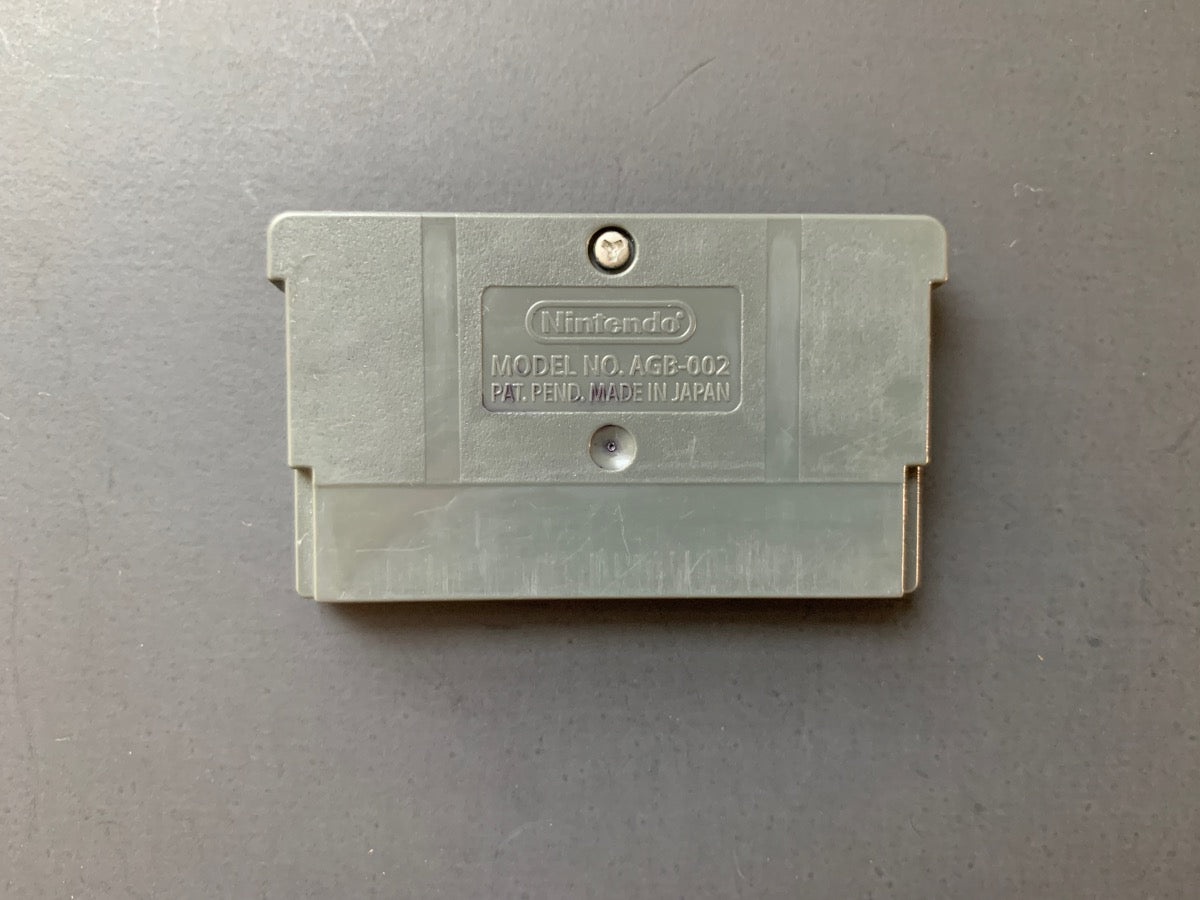 Nintendo®
MODEL NO. AGB-002
PAT. PEND. MADE IN JAPAN